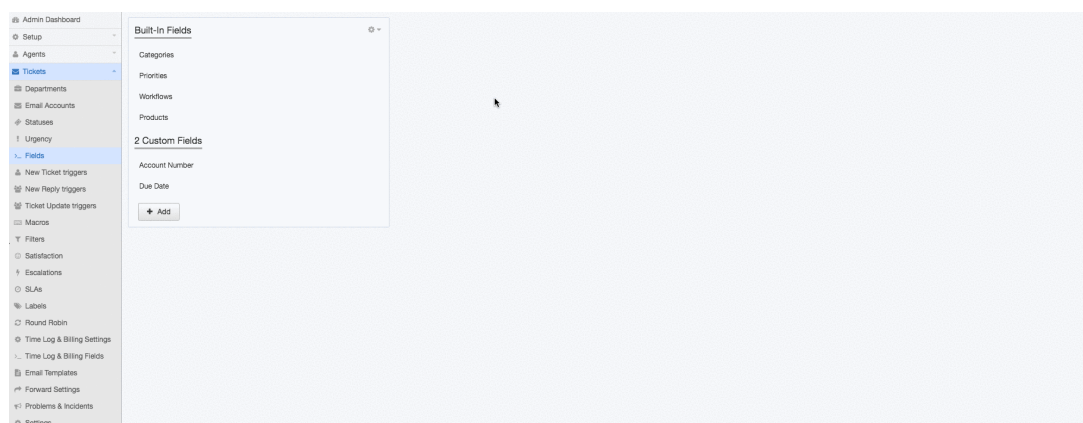 Admin Dashboard
Setup
Agents
Tickets
Departments
Email Accounts
Statuses
Urgency
Fields
New Ticket triggers
New Reply triggers
Ticket Update triggers
Macros
Filters
Satisfaction
Escalations
SLAs
Labels
Round Robin
Time Log & Billing Settings
Time Log & Billing Fields
Email Templates
Forward Settings
Problems & Incidents
Settings
Built-In Fields
Categories
Priorities
Workflows
Products
2 Custom Fields
Account Number
Due Date
+ Add